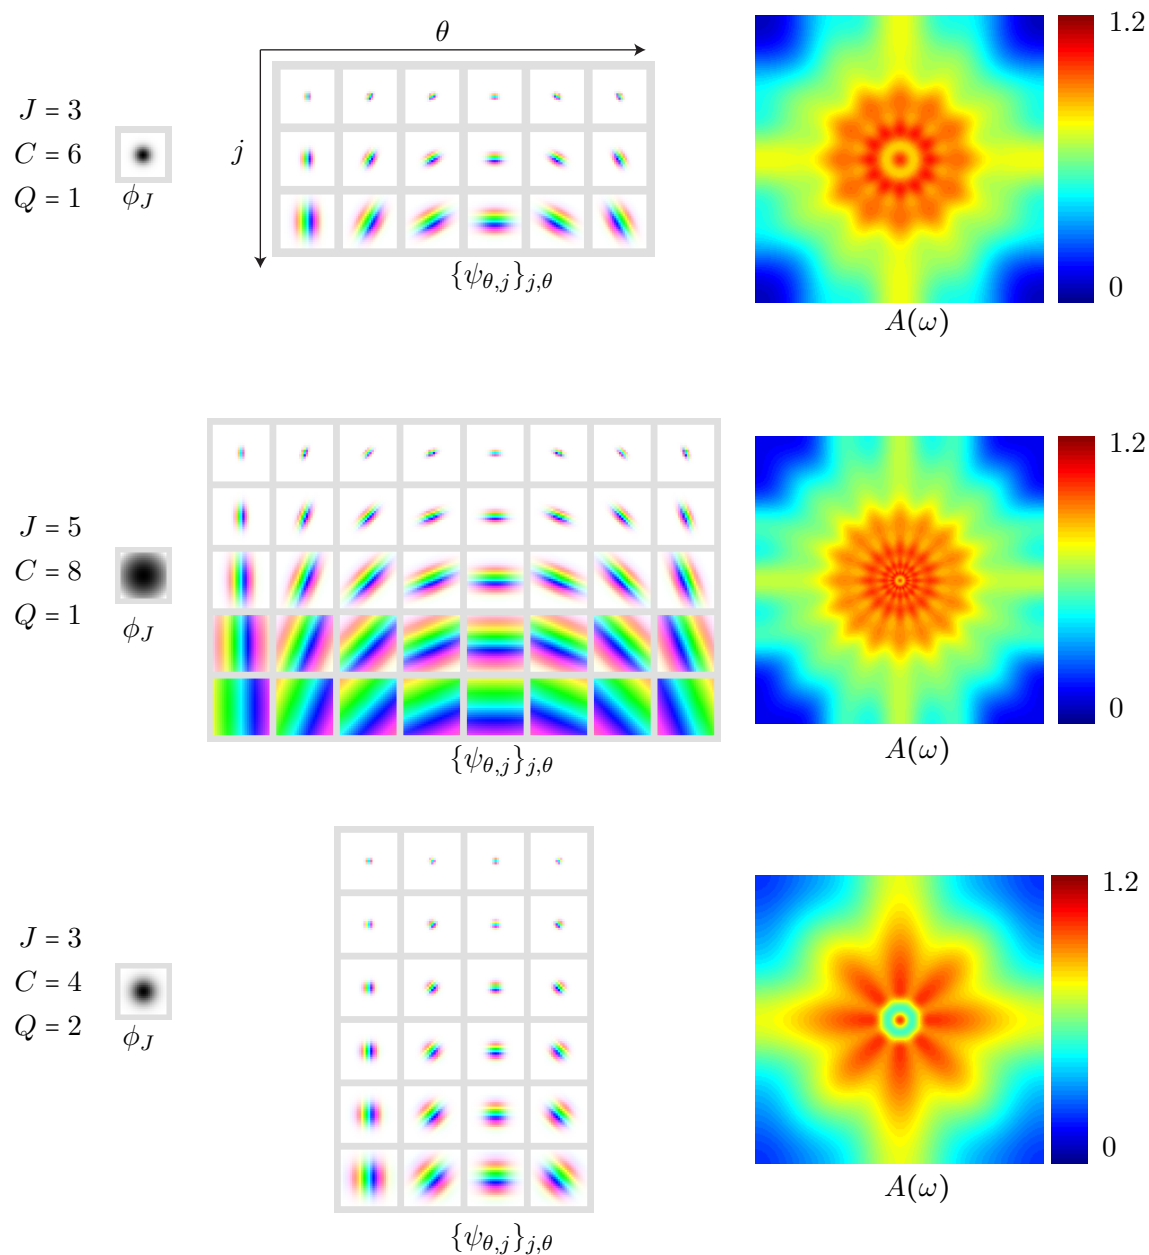 θ
j
J = 3
C = 6
Q = 1
ϕ_J
{ψ_{θ,j}}_{j,θ}
1.2
0
A(ω)
J = 5
C = 8
Q = 1
ϕ_J
{ψ_{θ,j}}_{j,θ}
1.2
0
A(ω)
J = 3
C = 4
Q = 2
ϕ_J
{ψ_{θ,j}}_{j,θ}
1.2
0
A(ω)